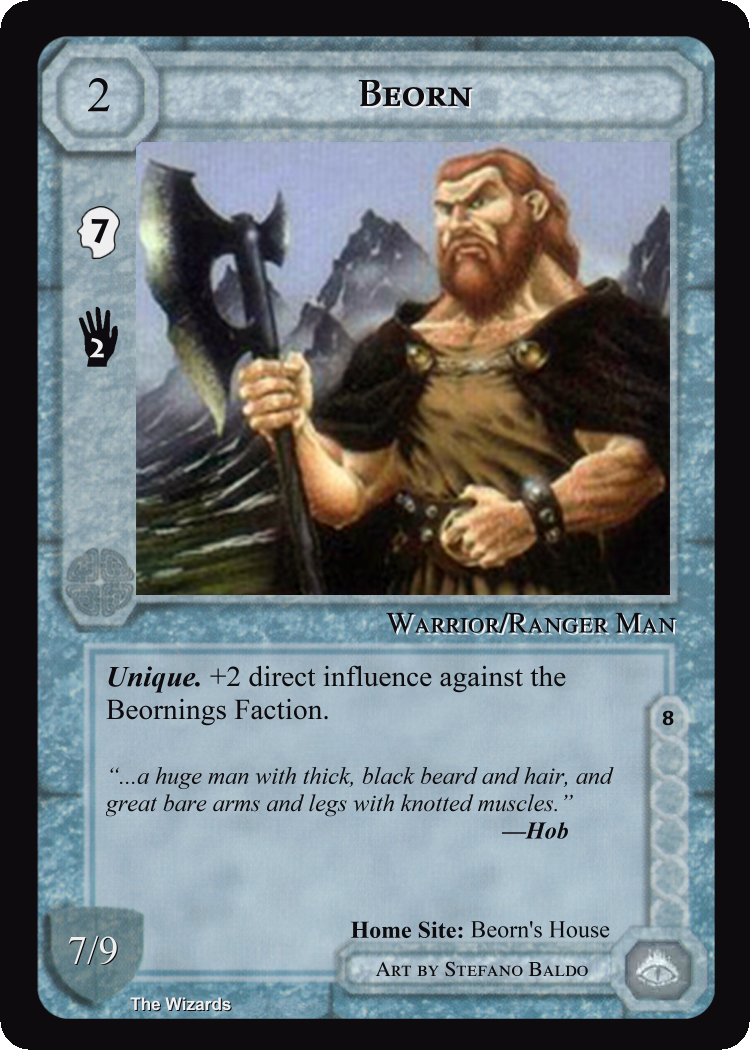 2
BEORN
7
2
WARRIOR/RANGER MAN
Unique. +2 direct influence against the
Beornings Faction.
8
“...a huge man with thick, black beard and hair, and
great bare arms and legs with knotted muscles.”
—Hob
Home Site: Beorn's House
7/9
ART BY STEFANO BALDO
The Wizards